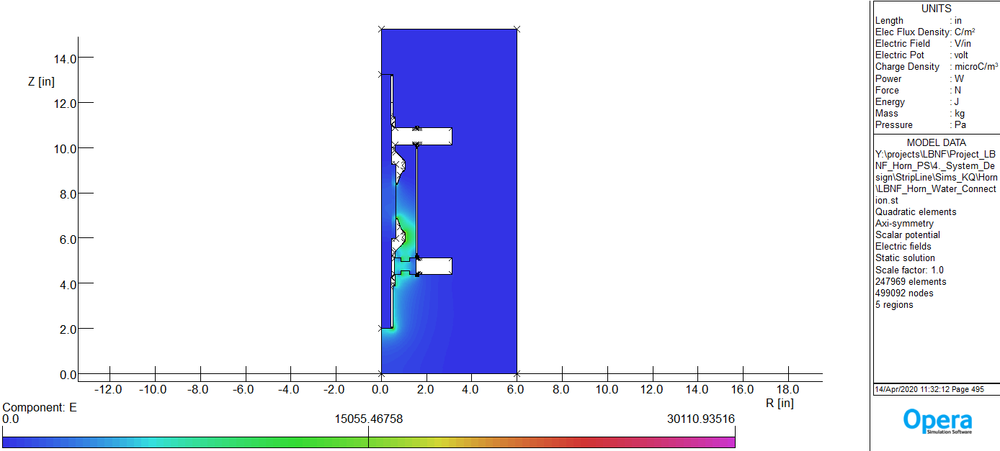 14.0
Z [in]
12.0
10.0
8.0
6.0
4.0
2.0
0.0
-12.0 -10.0 -8.0 -6.0 -4.0 -2.0 0.0 2.0 4.0 6.0 8.0 10.0 12.0 14.0 16.0 18.0
R [in]
Component: E
0.0 15055.46758 30110.93516
UNITS
Length : in
Elec Flux Density: C/m²
Electric Field : V/in
Electric Pot : volt
Charge Density : microC/m³
Power : W
Force : N
Energy : J
Mass : kg
Pressure : Pa
MODEL DATA
Y:\projects\LBNF\Project_LB
NF_Horn_PS\4._System_De
sign\StripLine\Sims_KQ\Horn
\LBNF_Horn_Water_Connect
ion.st
Quadratic elements
Axi-symmetry
Scalar potential
Electric fields
Static solution
Scale factor: 1.0
247969 elements
499092 nodes
5 regions
14/Apr/2020 11:32:12 Page 495
Opera
Simulation Software